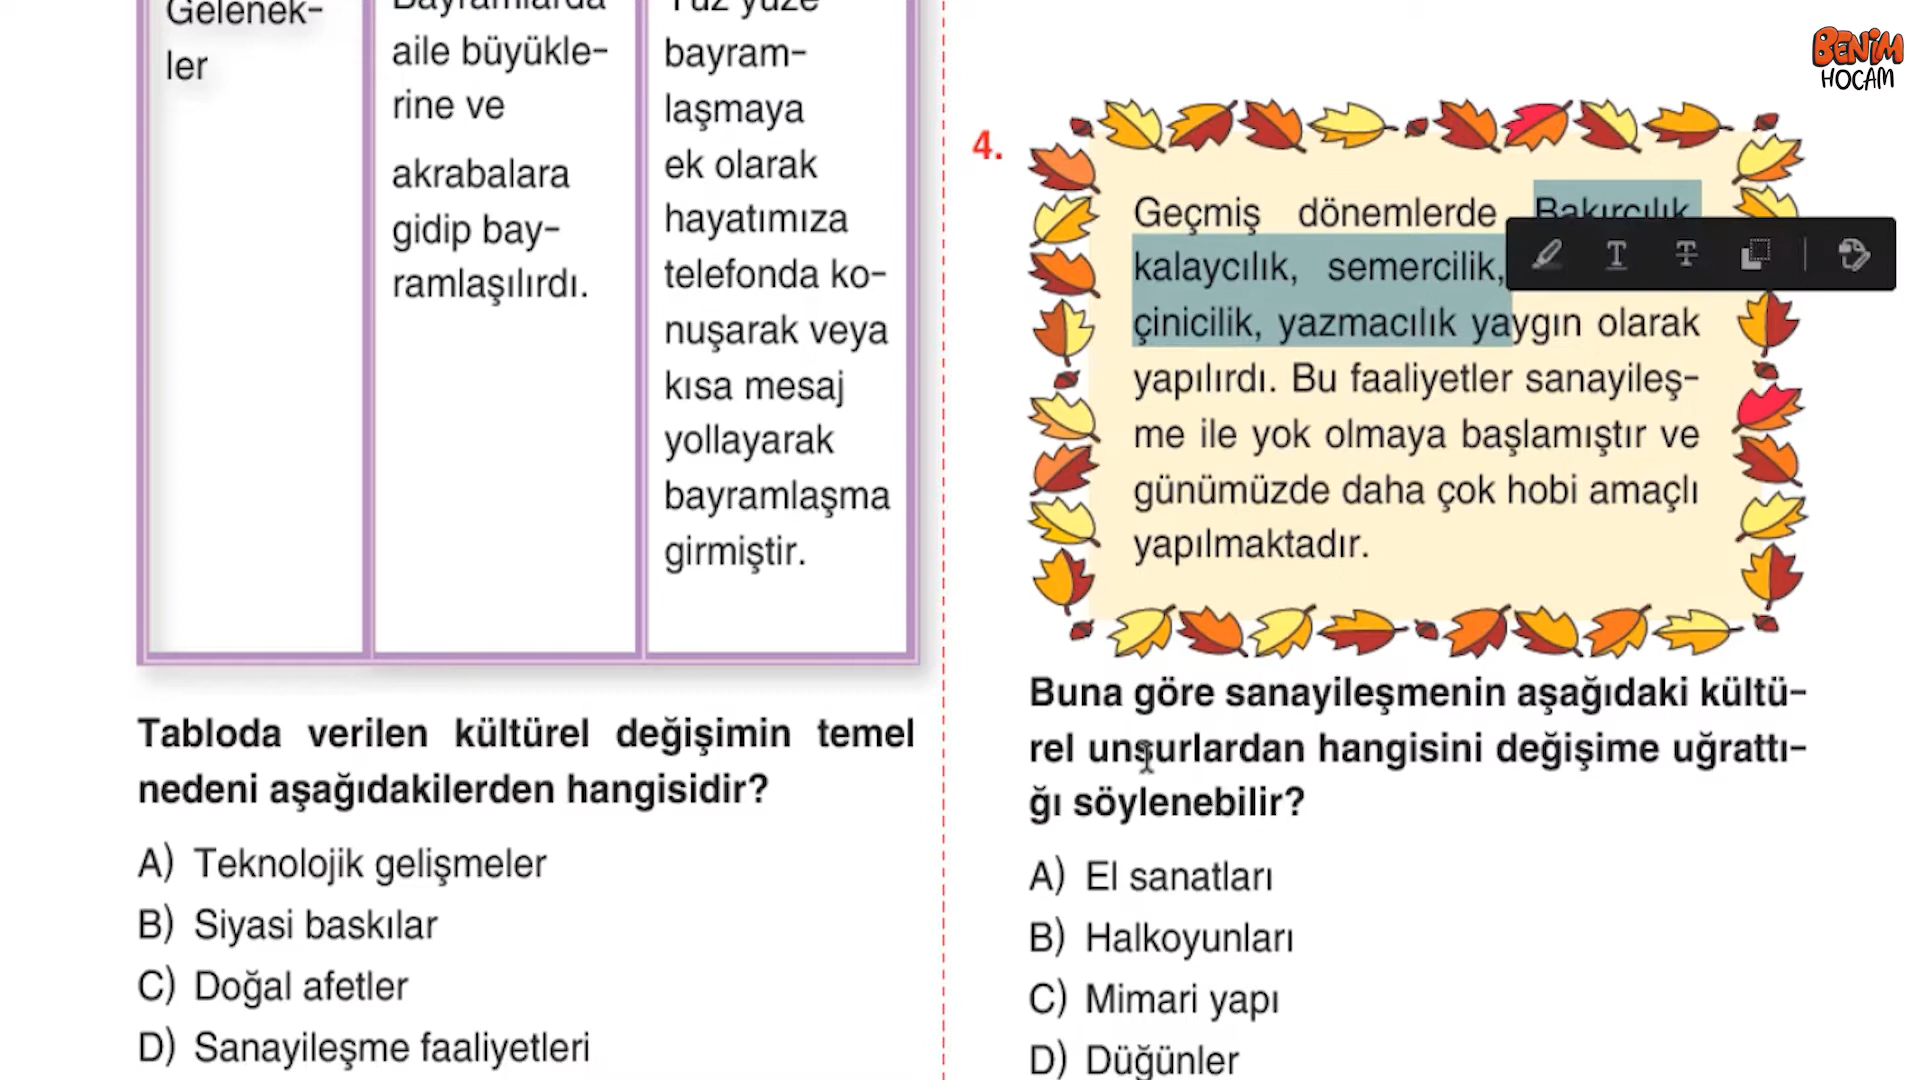 Gelenek-
ler
Bayramlarda
aile büyükle-
rine ve
akrabalara
gidip bay-
ramlaşılırdı.
Yüz yüze
bayram-
laşmaya
ek olarak
hayatımıza
telefonda ko-
nuşarak veya
kısa mesaj
yollayarak
bayramlaşma
girmiştir.
Tabloda verilen kültürel değişimin temel
nedeni aşağıdakilerden hangisidir?
A) Teknolojik gelişmeler
B) Siyasi baskılar
C) Doğal afetler
D) Sanayileşme faaliyetleri
BENİM
HOCAM
4.
Geçmiş dönemlerde Bakırcılık
kalaycılık, semercilik,
çinicilik, yazmacılık yaygın olarak
yapılırdı. Bu faaliyetler sanayileş-
me ile yok olmaya başlamıştır ve
günümüzde daha çok hobi amaçlı
yapılmaktadır.
Buna göre sanayileşmenin aşağıdaki kültü-
rel unsurlardan hangisini değişime uğrattı-
ğı söylenebilir?
A) El sanatları
B) Halkoyunları
C) Mimari yapı
D) Düğünler